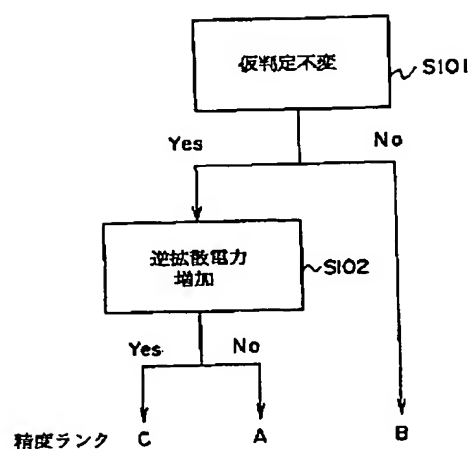 仮判定不変
S101
Yes
No
逆拡散電力
増加
S102
Yes
No
精度ランク C A B